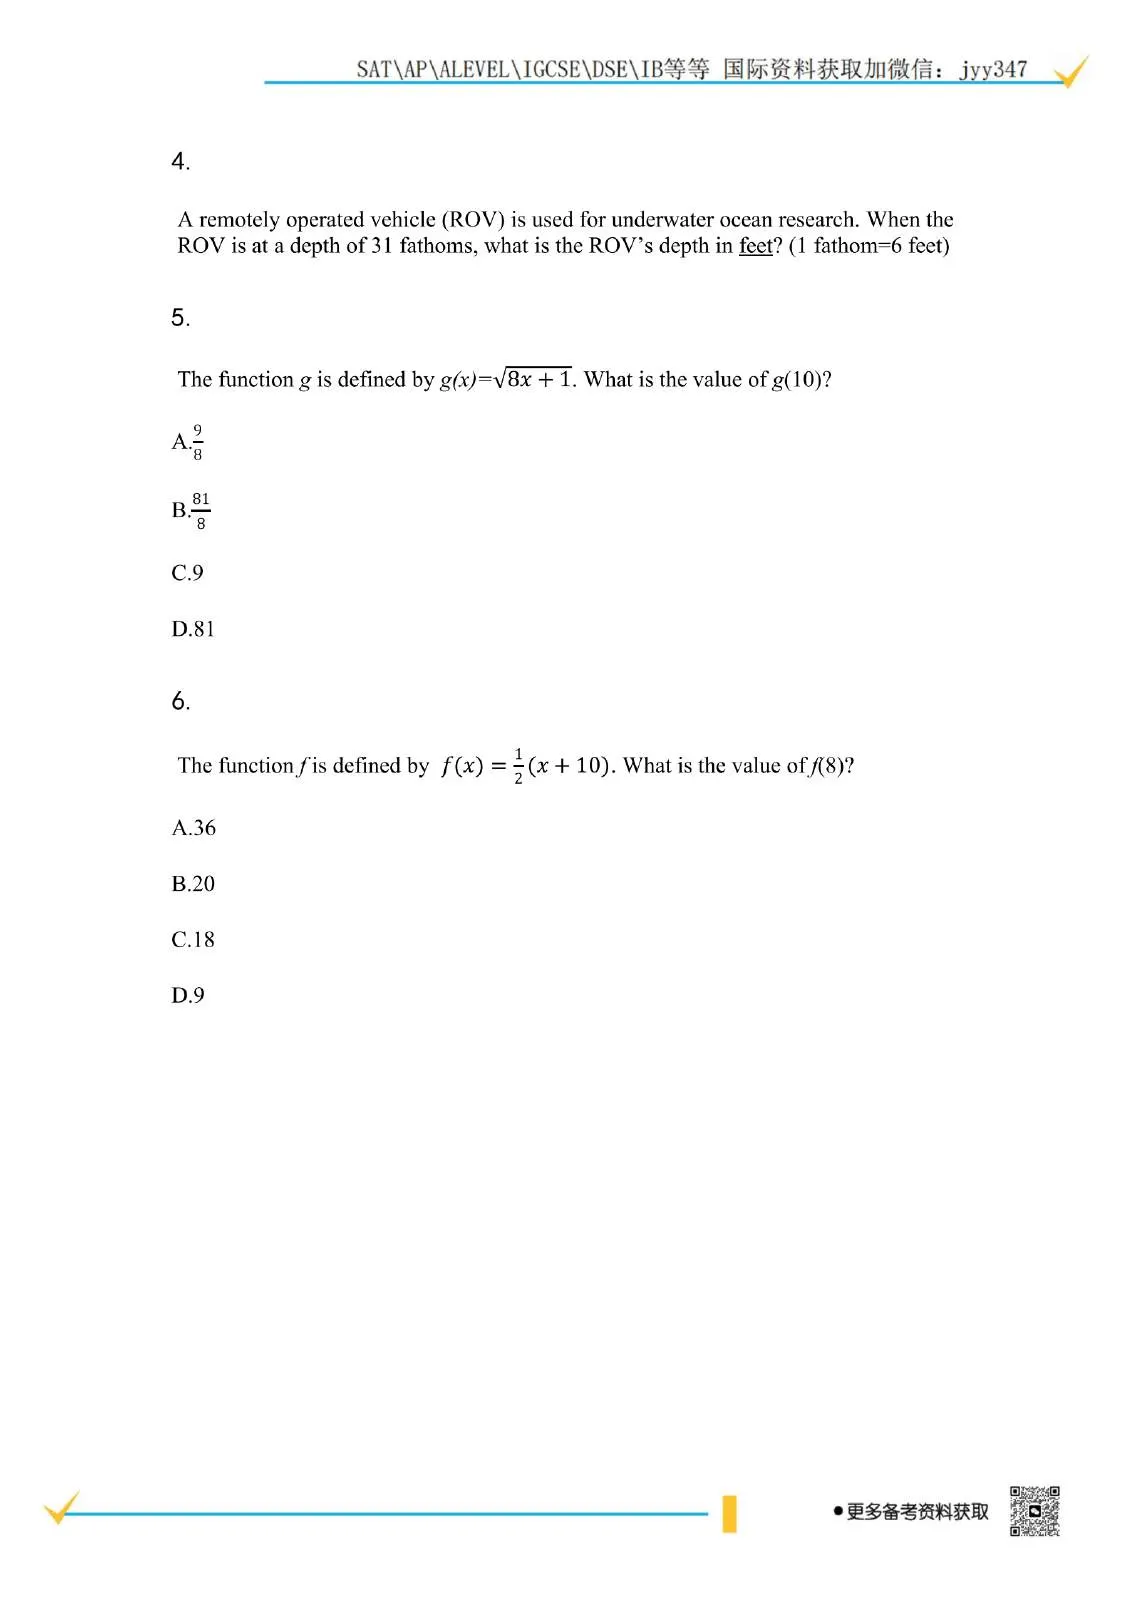 SAT\AP\ALEVEL\IGCSE\DSE\IB等等 国际资料获取加微信：jyy347
4.
A remotely operated vehicle (ROV) is used for underwater ocean research. When the
ROV is at a depth of 31 fathoms, what is the ROV’s depth in feet? (1 fathom=6 feet)
5.
The function g is defined by g(x)=√(8x + 1). What is the value of g(10)?
A.9/8
B.81/8
C.9
D.81
6.
The function f is defined by f(x) = 1/2(x + 10). What is the value of f(8)?
A.36
B.20
C.18
D.9
●更多备考资料获取